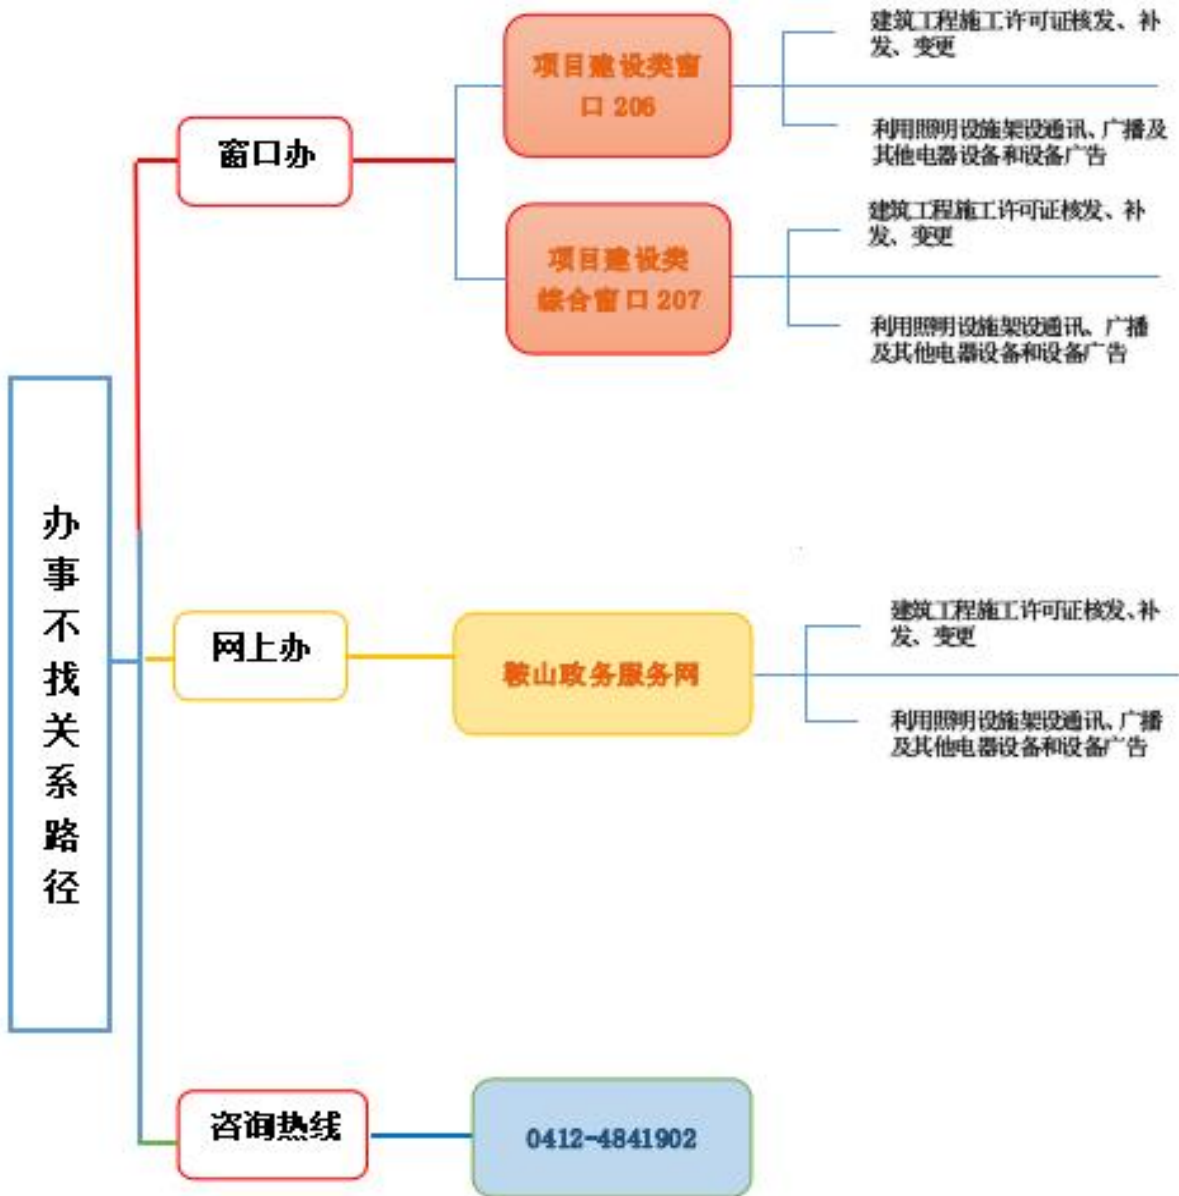 办事不找关系路径
窗口办
项目建设类窗
口 206
建筑工程施工许可证核发、补
发、变更
利用照明设施架设通讯、广播及
其他电器设备和设备广告
项目建设类
综合窗口 207
建筑工程施工许可证核发、补
发、变更
利用照明设施架设通讯、广播
及其他电器设备和设备广告
网上办
鞍山政务服务网
建筑工程施工许可证核发、补
发、变更
利用照明设施架设通讯、广播
及其他电器设备和设备广告
咨询热线
0412-4841902